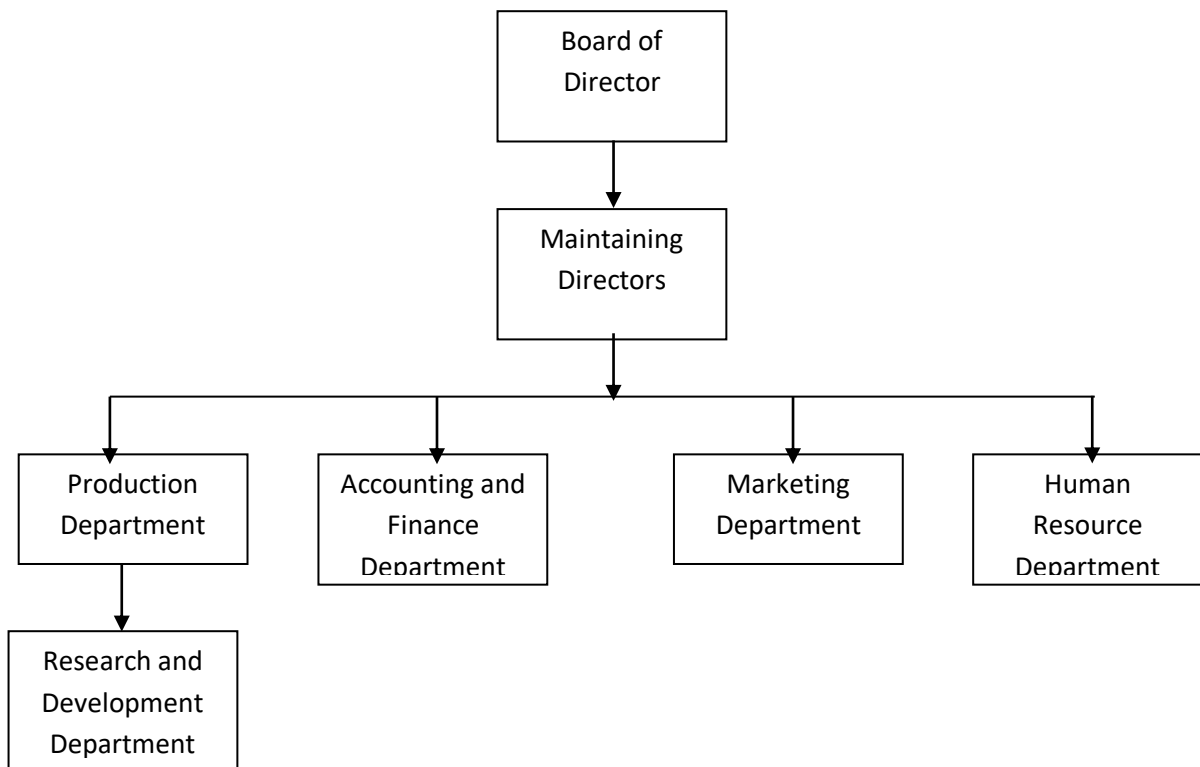 Board of
Director
Maintaining
Directors
Production
Department
Accounting and
Finance
Department
Marketing
Department
Human
Resource
Department
Research and
Development
Department